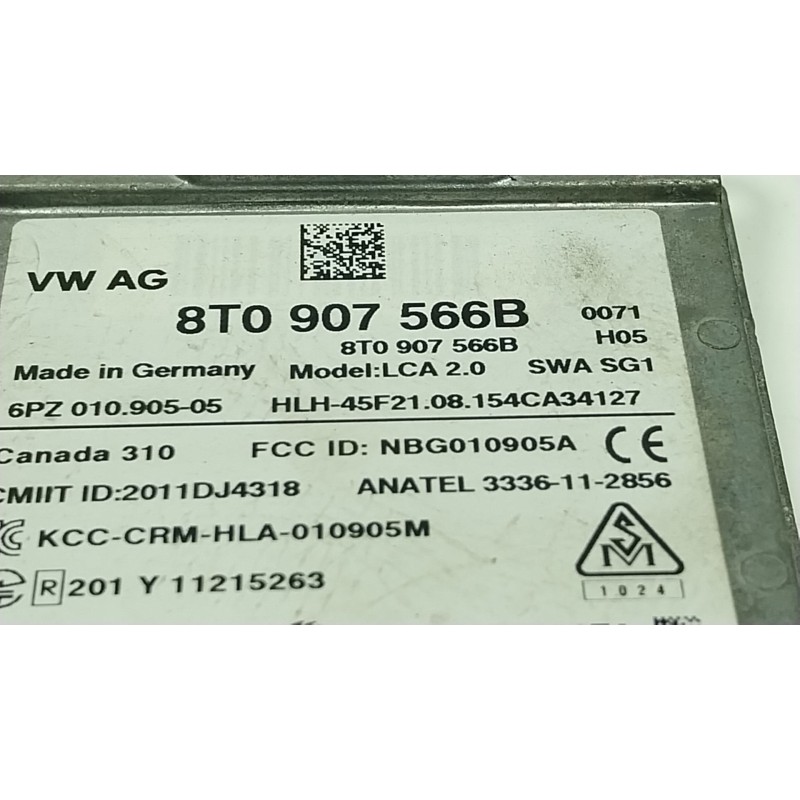 VW AG
8T0 907 566B 0071
8T0 907 566B H05
Made in Germany Model:LCA 2.0 SWA SG1
6PZ 010.905-05 HLH-45F21.08.154CA34127
Canada 310 FCC ID: NBG010905A CE
CMIIT ID:2011DJ4318 ANATEL 3336-11-2856
KCC-CRM-HLA-010905M
S
M
R 201 Y 11215263
1024